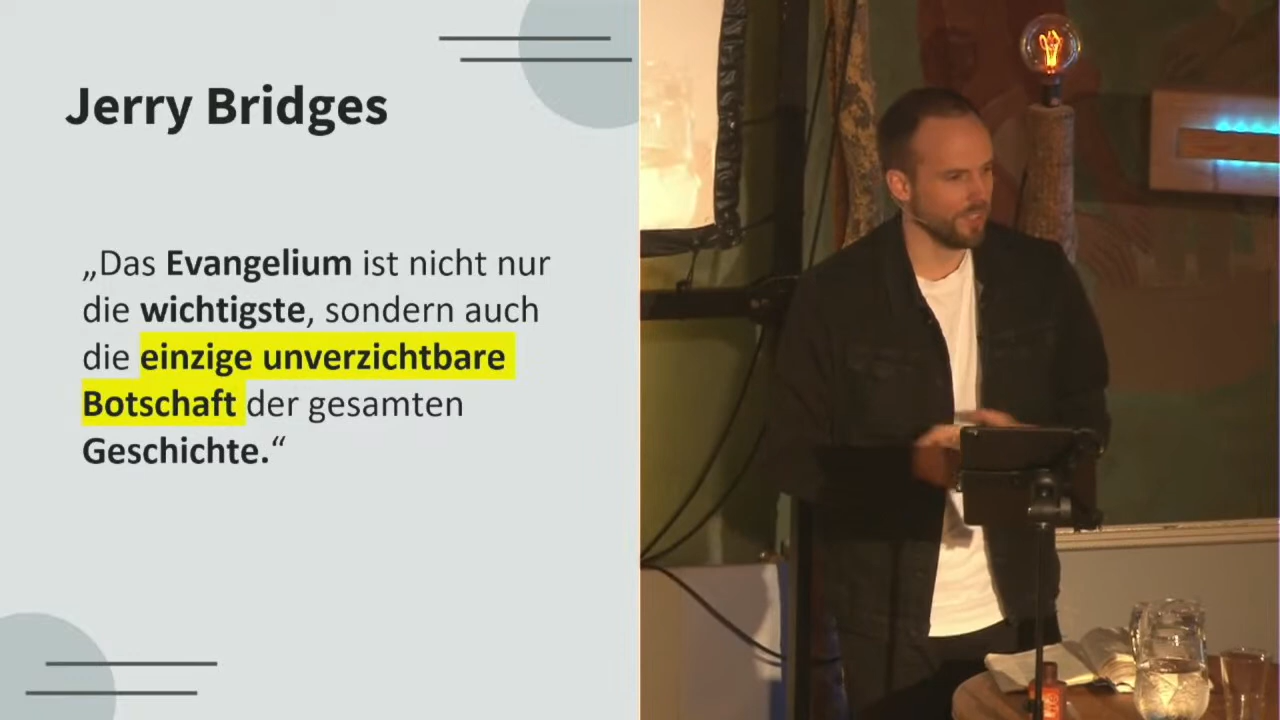 Jerry Bridges
„Das Evangelium ist nicht nur
die wichtigste, sondern auch
die einzige unverzichtbare
Botschaft der gesamten
Geschichte.“